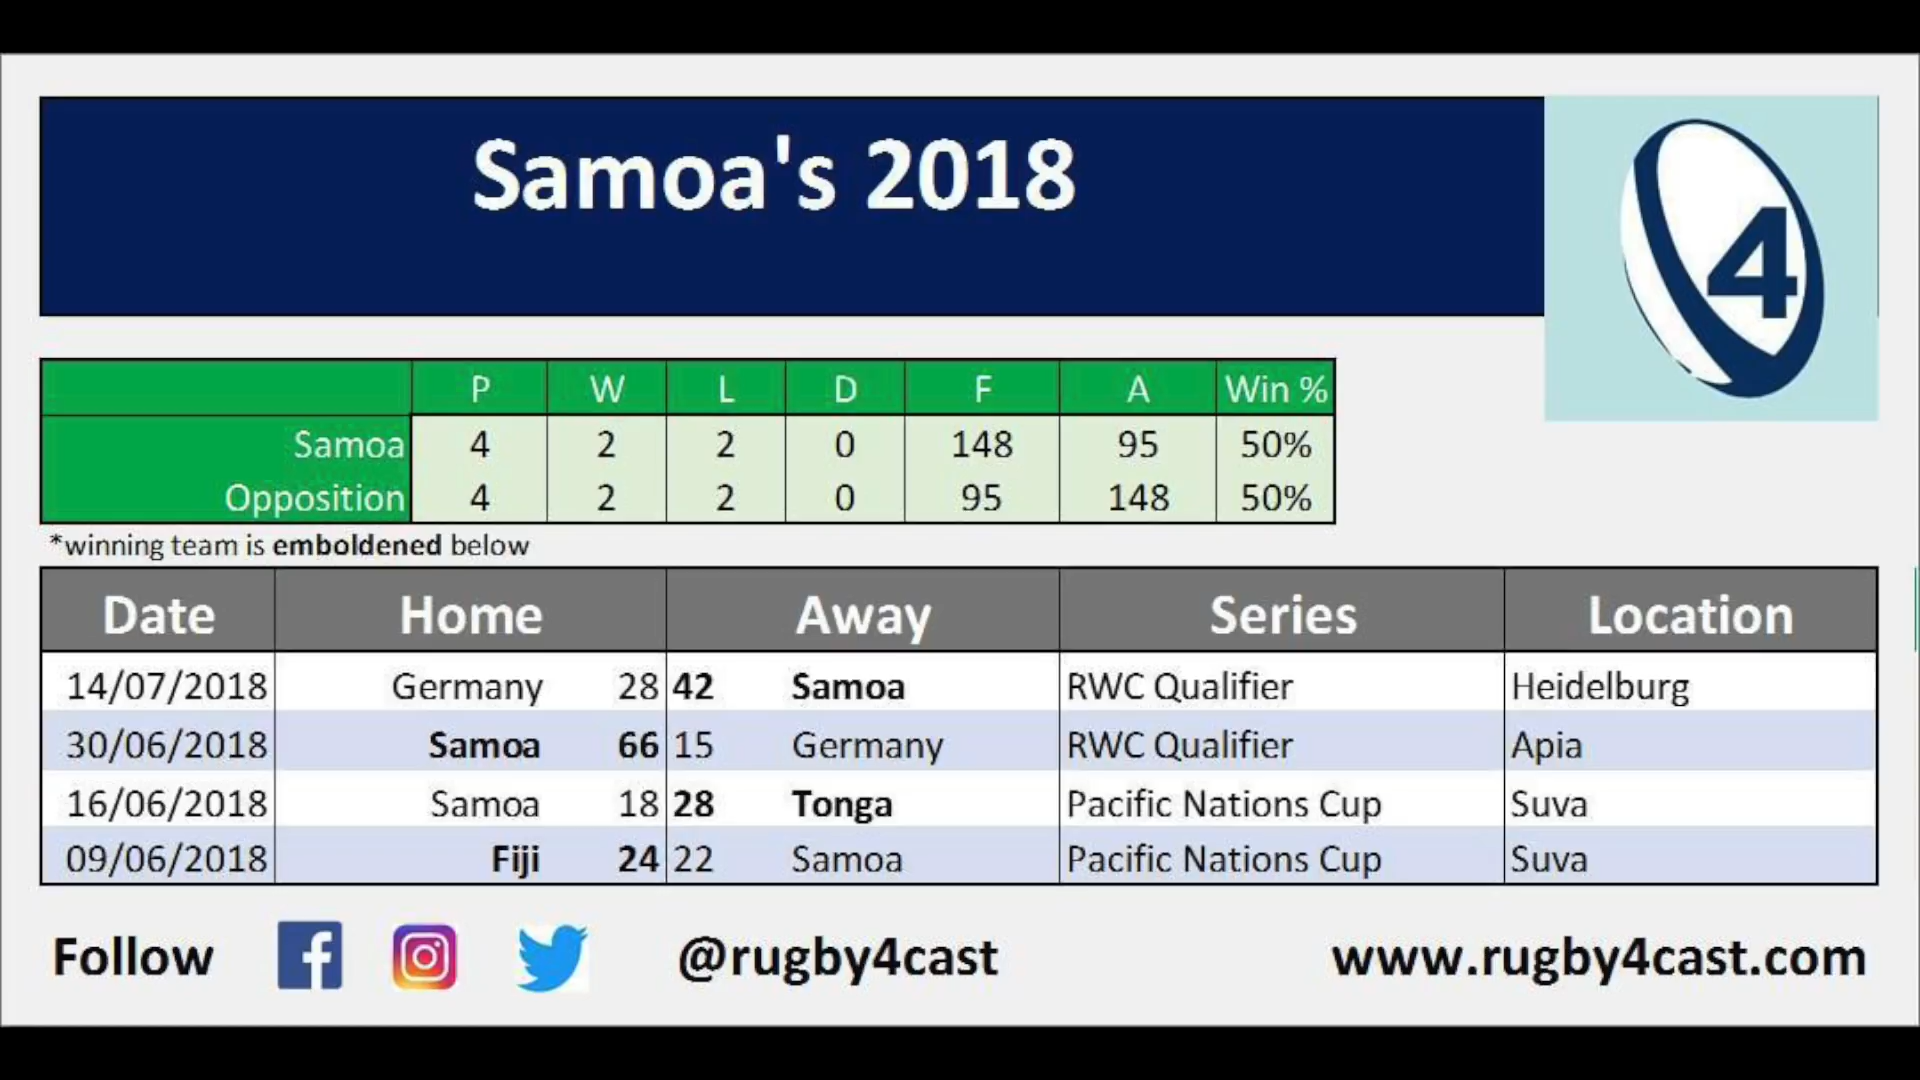 Samoa's 2018
4
P W L D F A Win %
Samoa 4 2 2 0 148 95 50%
Opposition 4 2 2 0 95 148 50%
*winning team is emboldened below
Date Home Away Series Location
14/07/2018 Germany 28 42 Samoa RWC Qualifier Heidelburg
30/06/2018 Samoa 66 15 Germany RWC Qualifier Apia
16/06/2018 Samoa 18 28 Tonga Pacific Nations Cup Suva
09/06/2018 Fiji 24 22 Samoa Pacific Nations Cup Suva
Follow @rugby4cast www.rugby4cast.com